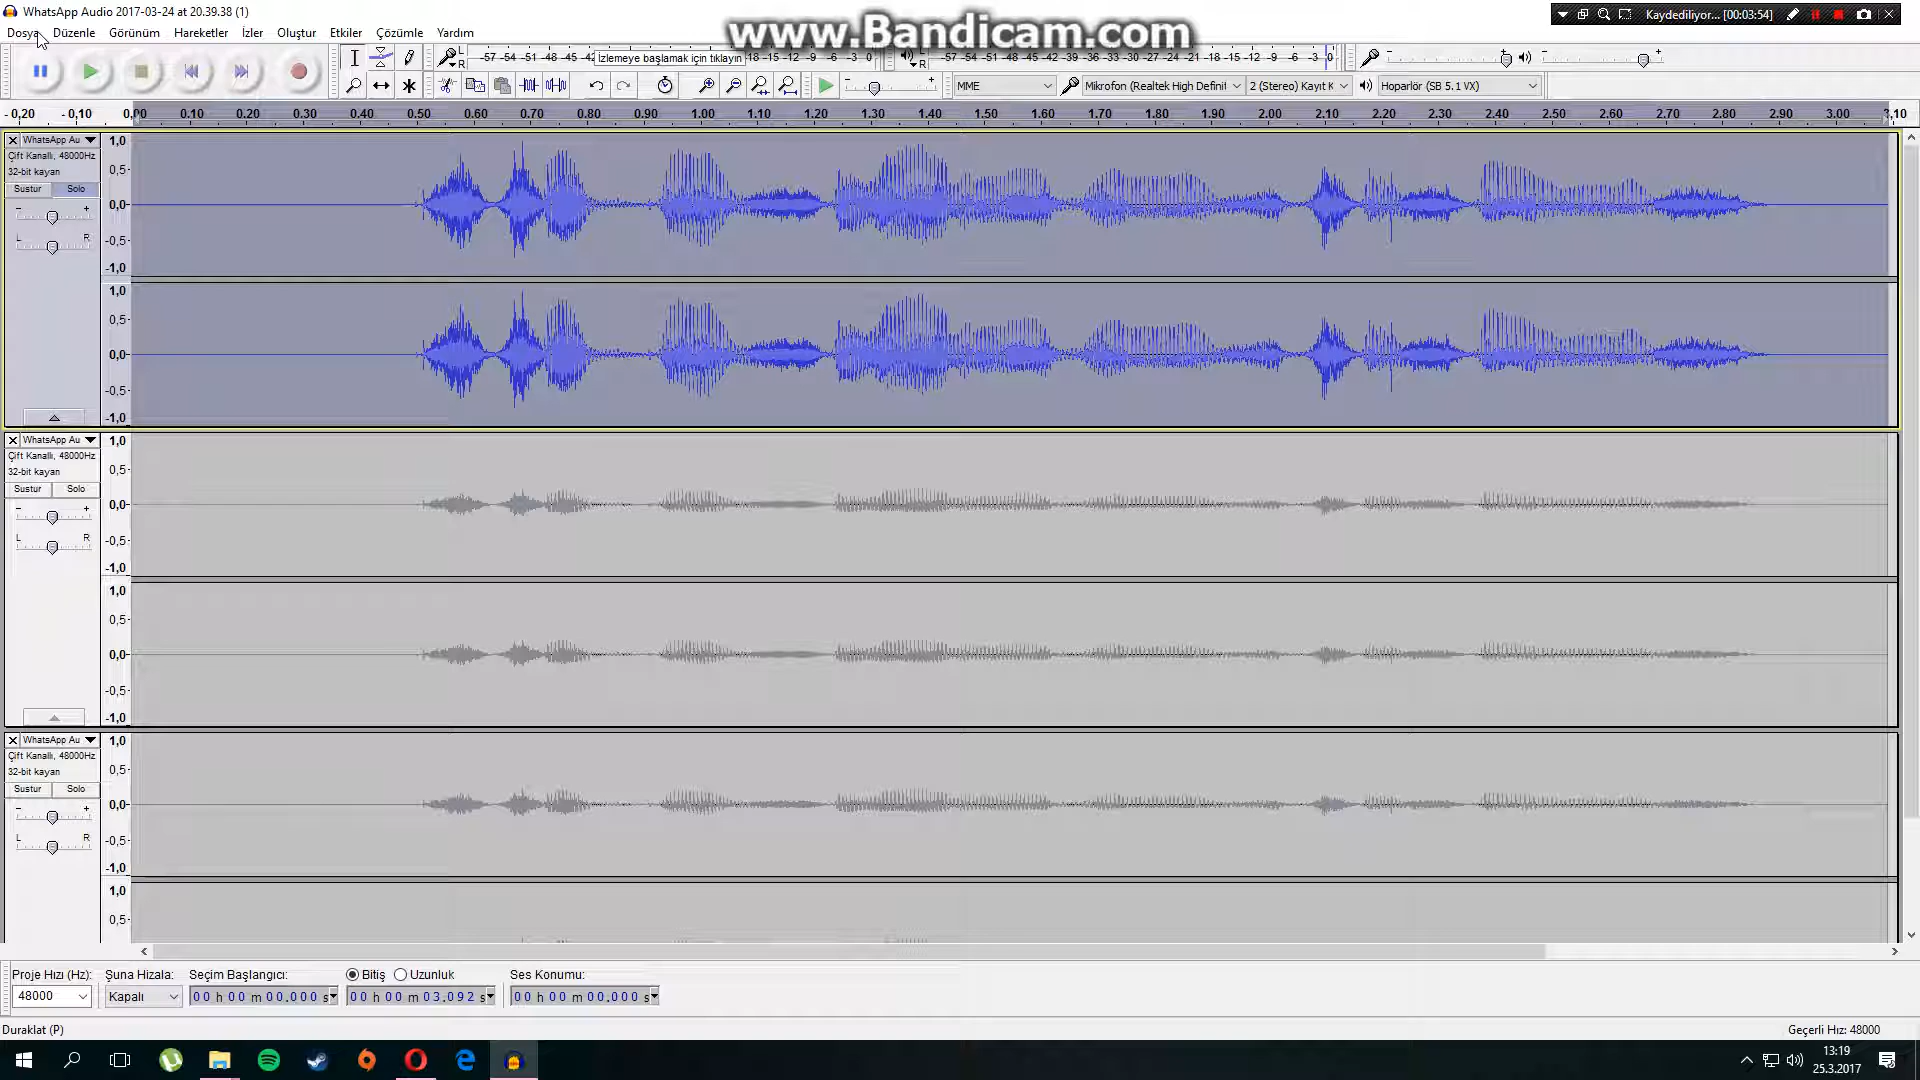 WhatsApp Audio 2017-03-24 at 20.39.38 (1)
www.Bandicam.com
Kaydediliyor... [00:03:54]
Dosya Düzenle Görünüm Hareketler İzler Oluştur Etkiler Çözümle Yardım
L R -57 -54 -51 -48 -45 -42 İzlemeye başlamak için tıklayın -18 -15 -12 -9 -6 -3 0
L R -57 -54 -51 -48 -45 -42 -39 -36 -33 -30 -27 -24 -21 -18 -15 -12 -9 -6 -3 0
MME Mikrofon (Realtek High Definit 2 (Stereo) Kayıt K Hoparlör (SB 5.1 VX)
-0,20 -0,10 0,00 0.10 0.20 0.30 0.40 0.50 0.60 0.70 0.80 0.90 1.00 1.10 1.20 1.30 1.40 1.50 1.60 1.70 1.80 1.90 2.00 2.10 2.20 2.30 2.40 2.50 2.60 2.70 2.80 2.90 3.00 3,10
WhatsApp Au
Çift Kanallı, 48000Hz
32-bit kayan
Sustur Solo
- +
L R
1,0
0,5
0,0
-0,5
-1,0
1,0
0,5
0,0
-0,5
-1,0
WhatsApp Au
Çift Kanallı, 48000Hz
32-bit kayan
Sustur Solo
- +
L R
1,0
0,5
0,0
-0,5
-1,0
1,0
0,5
0,0
-0,5
-1,0
WhatsApp Au
Çift Kanallı, 48000Hz
32-bit kayan
Sustur Solo
- +
L R
1,0
0,5
0,0
-0,5
-1,0
1,0
0,5
Proje Hızı (Hz): Şuna Hizala: Seçim Başlangıcı: Bitiş Uzunluk Ses Konumu:
48000 Kapalı 00 h 00 m 00.000 s 00 h 00 m 03.092 s 00 h 00 m 00.000 s
Duraklat (P) Geçerli Hız: 48000
13:19
25.3.2017